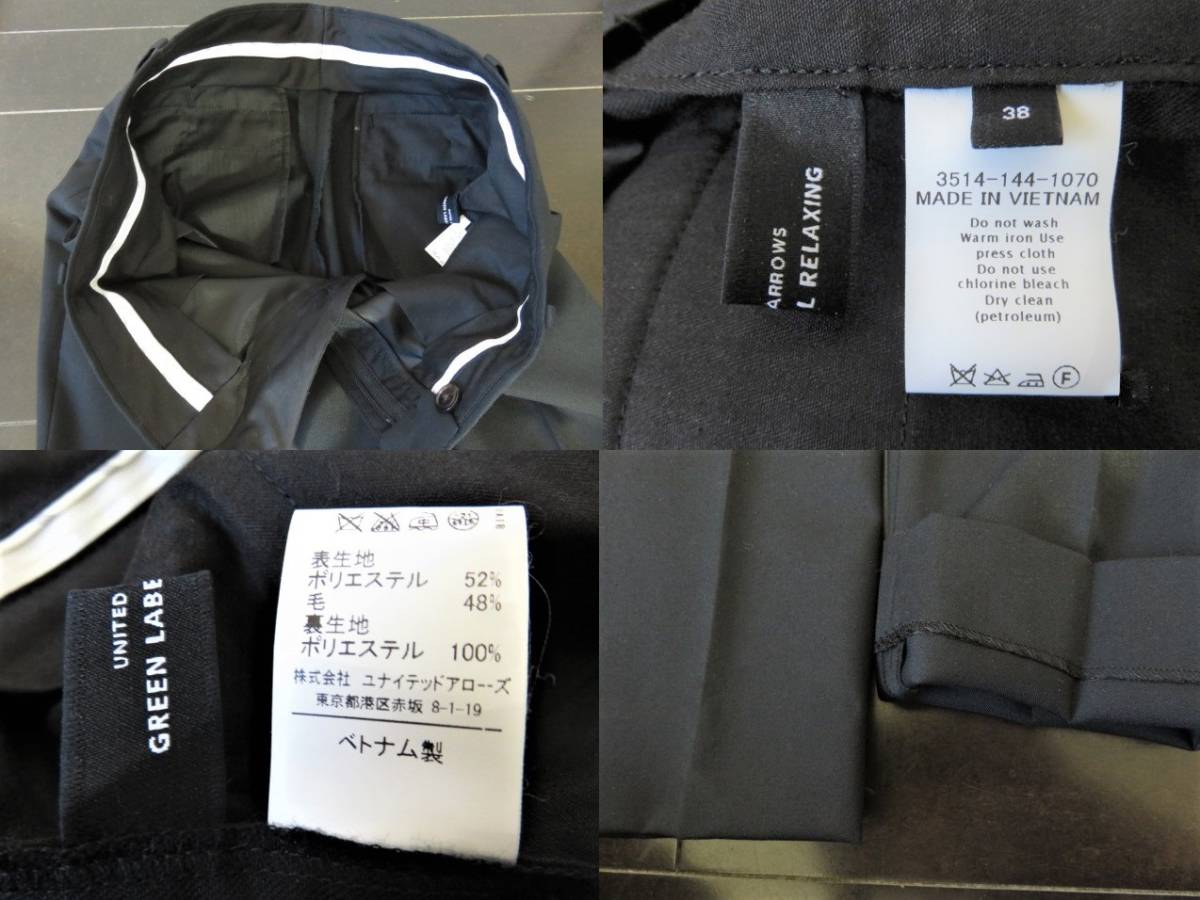 38
ARROWS
L RELAXING
3514-144-1070
MADE IN VIETNAM
Do not wash
Warm iron Use
press cloth
Do not use
chlorine bleach
Dry clean
(petroleum)
F
UNITED
GREEN LABE
表生地
ポリエステル 52%
毛 48%
裏生地
ポリエステル 100%
株式会社 ユナイテッドアローズ
東京都港区赤坂 8-1-19
ベトナム製